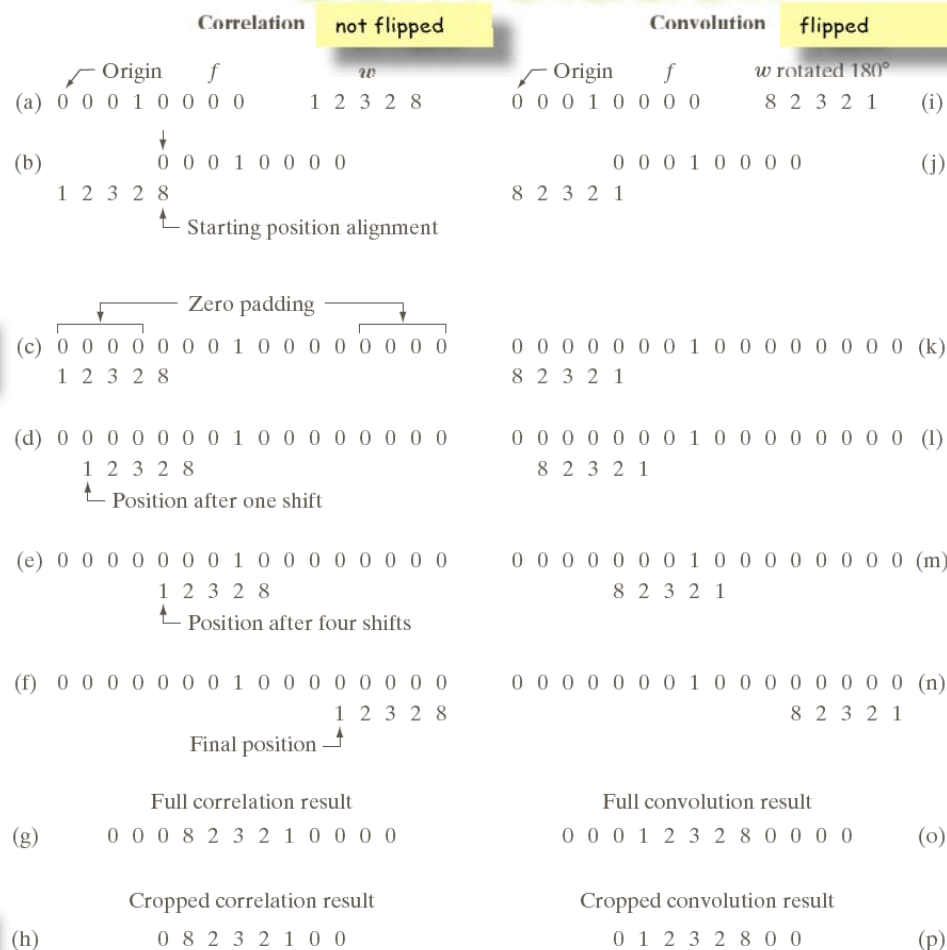 Correlation not flipped Convolution flipped
Origin f w Origin f w rotated 180°
(a) 0 0 0 1 0 0 0 0 1 2 3 2 8 0 0 0 1 0 0 0 0 8 2 3 2 1 (i)
(b) 0 0 0 1 0 0 0 0 0 0 0 1 0 0 0 0 (j)
1 2 3 2 8 8 2 3 2 1
Starting position alignment
Zero padding
(c) 0 0 0 0 0 0 0 1 0 0 0 0 0 0 0 0 0 0 0 0 0 0 0 1 0 0 0 0 0 0 0 0 (k)
1 2 3 2 8 8 2 3 2 1
(d) 0 0 0 0 0 0 0 1 0 0 0 0 0 0 0 0 0 0 0 0 0 0 0 1 0 0 0 0 0 0 0 0 (l)
1 2 3 2 8 8 2 3 2 1
Position after one shift
(e) 0 0 0 0 0 0 0 1 0 0 0 0 0 0 0 0 0 0 0 0 0 0 0 1 0 0 0 0 0 0 0 0 (m)
1 2 3 2 8 8 2 3 2 1
Position after four shifts
(f) 0 0 0 0 0 0 0 1 0 0 0 0 0 0 0 0 0 0 0 0 0 0 0 1 0 0 0 0 0 0 0 0 (n)
1 2 3 2 8 8 2 3 2 1
Final position
Full correlation result Full convolution result
(g) 0 0 0 8 2 3 2 1 0 0 0 0 0 0 0 1 2 3 2 8 0 0 0 0 (o)
Cropped correlation result Cropped convolution result
(h) 0 8 2 3 2 1 0 0 0 1 2 3 2 8 0 0 (p)